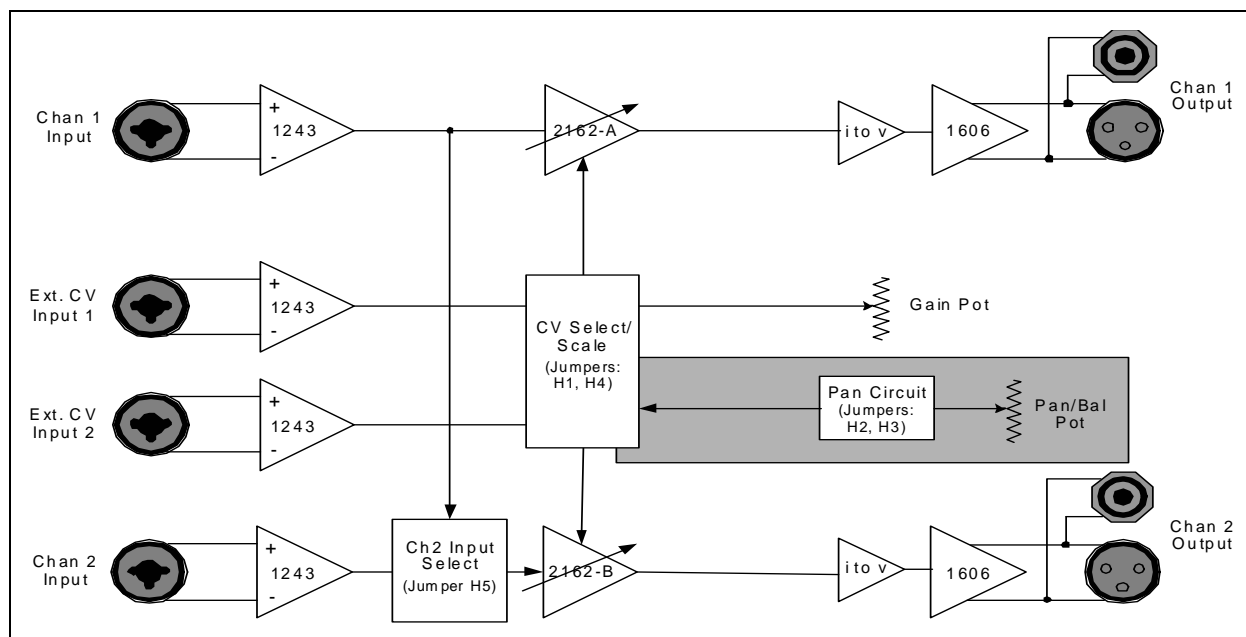 Chan 1
Input
+
1243
-
2162-A
i to v
1606
Chan 1
Output
Ext. CV
Input 1
+
1243
-
CV Select/
Scale
(Jumpers:
H1, H4)
Gain Pot
Ext. CV
Input 2
+
1243
-
Pan Circuit
(Jumpers:
H2, H3)
Pan/Bal
Pot
Chan 2
Input
+
1243
-
Ch2 Input
Select
(Jumper H5)
2162-B
i to v
1606
Chan 2
Output